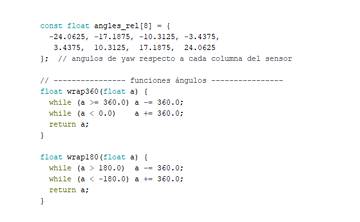 const float angles_rel[8] = {
  -24.0625, -17.1875, -10.3125, -3.4375,
   3.4375,  10.3125,  17.1875,  24.0625
};  // angulos de yaw respecto a cada columna del sensor
// ---------------- funciones ángulos ----------------
float wrap360(float a) {
  while (a >= 360.0) a -= 360.0;
  while (a < 0.0)    a += 360.0;
  return a;
}
float wrap180(float a) {
  while (a > 180.0)  a -= 360.0;
  while (a < -180.0) a += 360.0;
  return a;
}